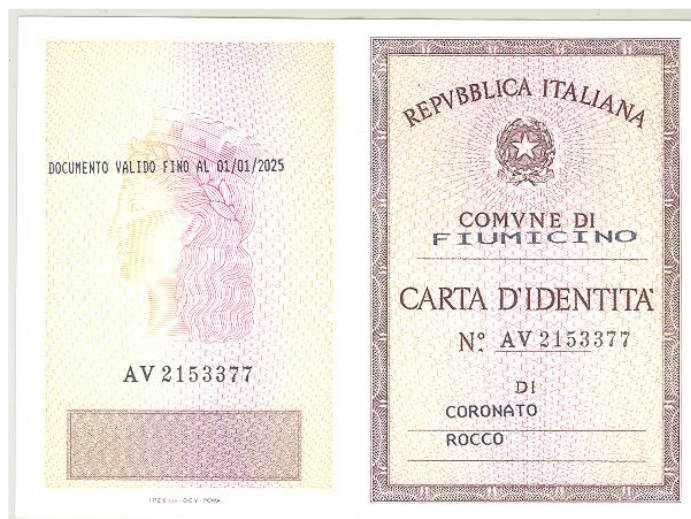 DOCUMENTO VALIDO FINO AL 01/01/2025
AV 2153377
REPVBBLICA ITALIANA
COMVNE DI
FIUMICINO
CARTA D'IDENTITÀ
N° AV 2153377
DI
CORONATO
ROCCO